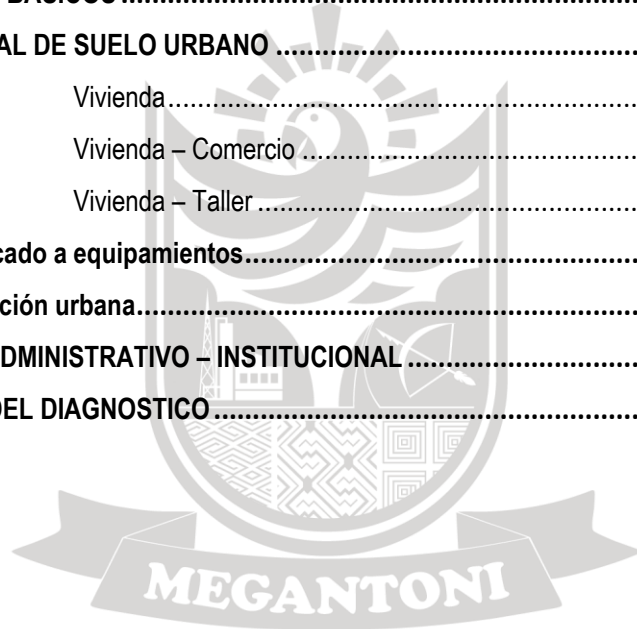 BASICOS ........................................................................
AL DE SUELO URBANO ........................................................
Vivienda................................................................
Vivienda – Comercio ..............................................
Vivienda – Taller ...................................................
cado a equipamientos.....................................................
ción urbana....................................................................
DMINISTRATIVO – INSTITUCIONAL ..................................
DEL DIAGNOSTICO ............................................................
MEGANTONI